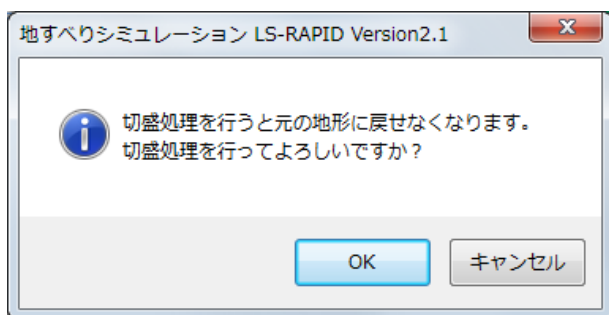 地すべりシミュレーション LS-RAPID Version2.1
切盛処理を行うと元の地形に戻せなくなります。
切盛処理を行ってよろしいですか？
OK
キャンセル